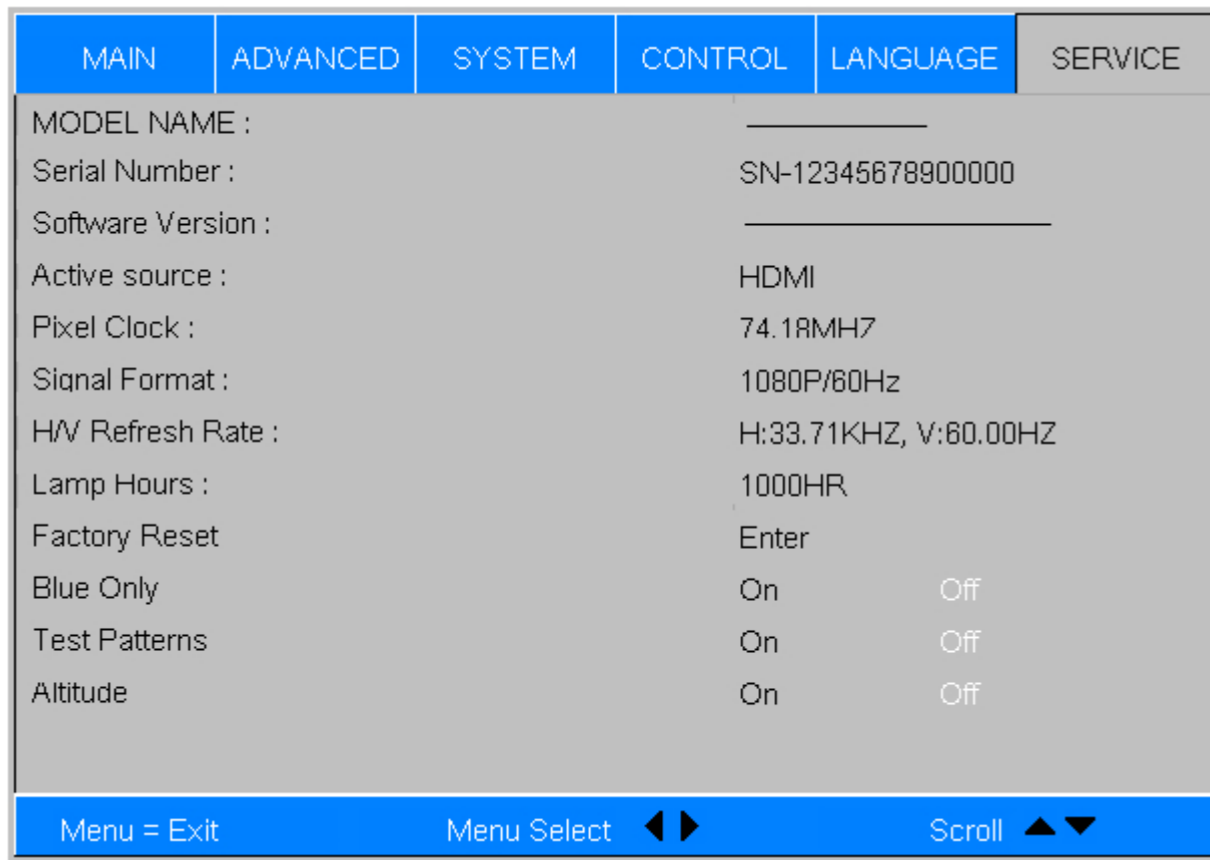 MAIN ADVANCED SYSTEM CONTROL LANGUAGE SERVICE
MODEL NAME :
Serial Number : SN-12345678900000
Software Version :
Active source : HDMI
Pixel Clock : 74.18MHZ
Signal Format : 1080P/60Hz
H/V Refresh Rate : H:33.71KHZ, V:60.00HZ
Lamp Hours : 1000HR
Factory Reset Enter
Blue Only On Off
Test Patterns On Off
Altitude On Off
Menu = Exit Menu Select Scroll